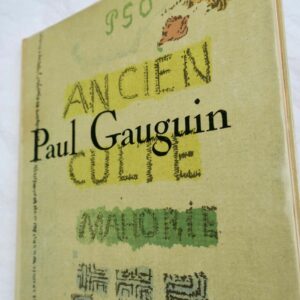 PSO
ANCIEN
Paul Gauguin
CULTE
MAHORIE